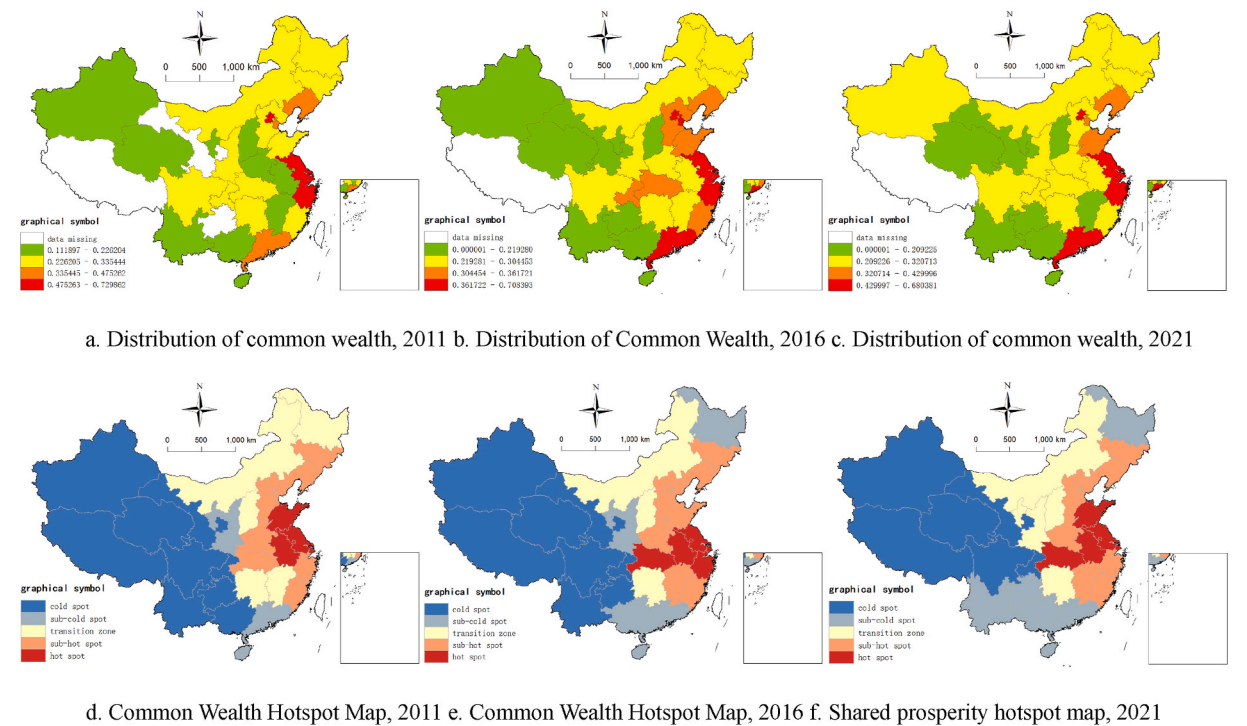 N
0 500 1,000 km
graphical symbol
data missing
0.111897 - 0.226204
0.226205 - 0.335444
0.335445 - 0.475262
0.475263 - 0.729862
N
0 500 1,000 km
graphical symbol
data missing
0.000001 - 0.219280
0.219281 - 0.304453
0.304454 - 0.361721
0.361722 - 0.708393
N
0 500 1,000 km
graphical symbol
data missing
0.000001 - 0.209225
0.209226 - 0.320713
0.320714 - 0.429996
0.429997 - 0.680381
a. Distribution of common wealth, 2011 b. Distribution of Common Wealth, 2016 c. Distribution of common wealth, 2021
N
0 500 1,000 km
graphical symbol
cold spot
sub-cold spot
transition zone
sub-hot spot
hot spot
N
0 500 1,000 km
graphical symbol
cold spot
sub-cold spot
transition zone
sub-hot spot
hot spot
N
0 500 1,000 km
graphical symbol
cold spot
sub-cold spot
transition zone
sub-hot spot
hot spot
d. Common Wealth Hotspot Map, 2011 e. Common Wealth Hotspot Map, 2016 f. Shared prosperity hotspot map, 2021